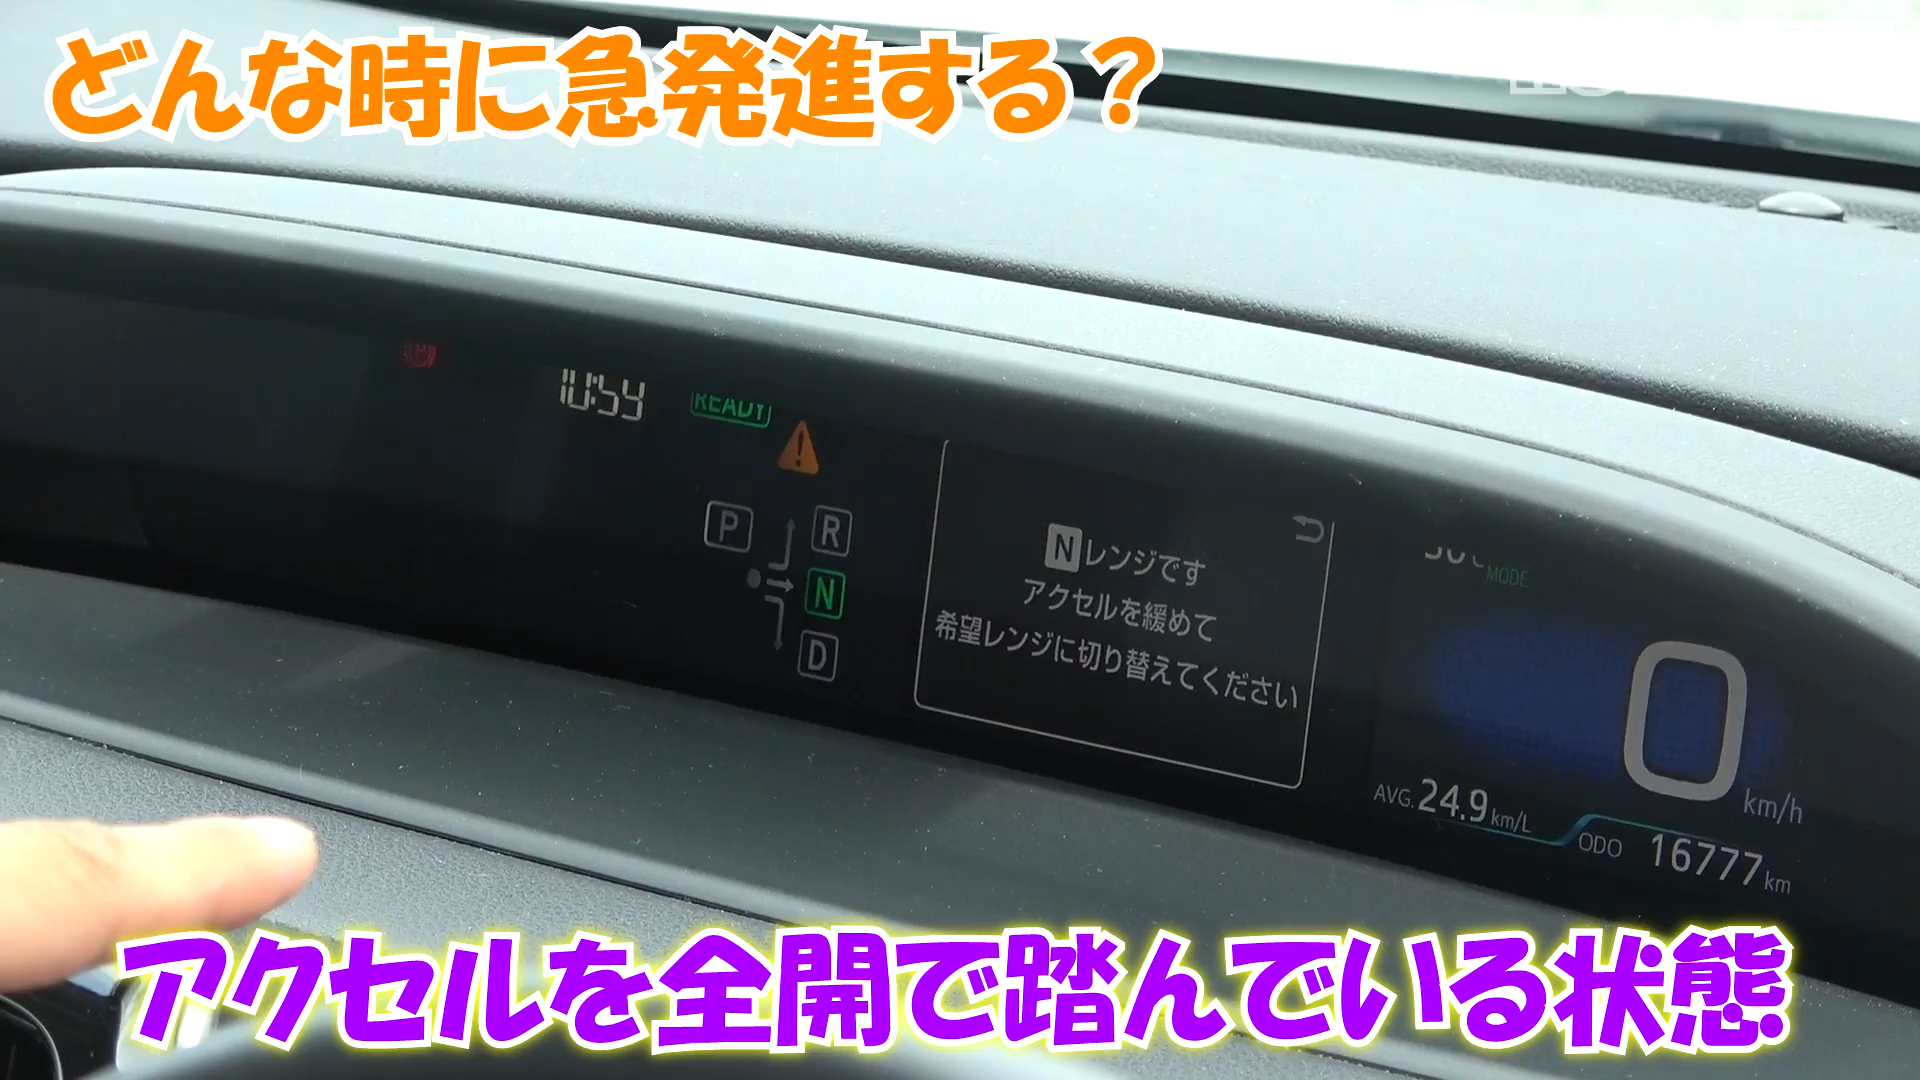 どんな時に急発進する？
10:54
READY
P
R
N
D
Nレンジです
アクセルを緩めて
希望レンジに切り替えてください
MODE
0 km/h
AVG. 24.9 km/L
ODO 16777 km
アクセルを全開で踏んでいる状態